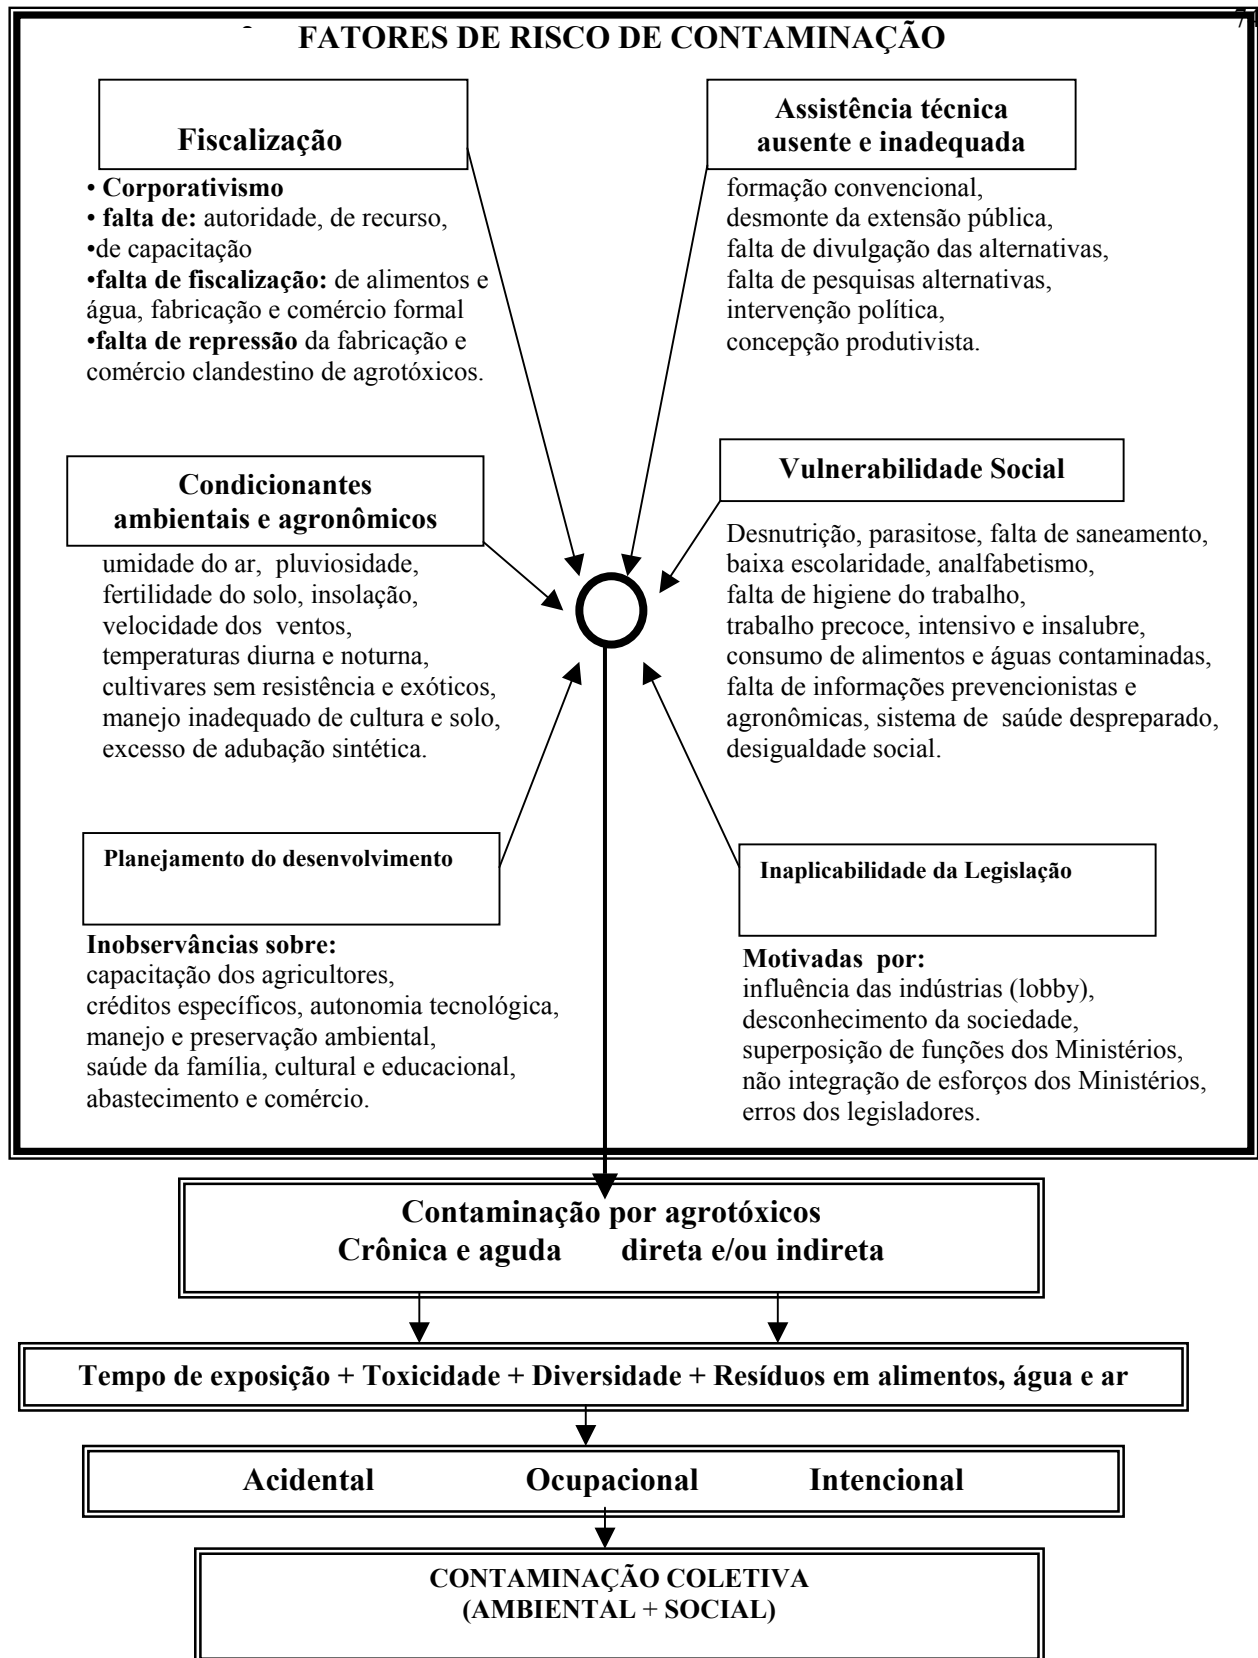 74
FATORES DE RISCO DE CONTAMINAÇÃO
Fiscalização
• Corporativismo
• falta de: autoridade, de recurso,
•de capacitação
•falta de fiscalização: de alimentos e
água, fabricação e comércio formal
•falta de repressão da fabricação e
comércio clandestino de agrotóxicos.
Assistência técnica
ausente e inadequada
formação convencional,
desmonte da extensão pública,
falta de divulgação das alternativas,
falta de pesquisas alternativas,
intervenção política,
concepção produtivista.
Condicionantes
ambientais e agronômicos
umidade do ar, pluviosidade,
fertilidade do solo, insolação,
velocidade dos ventos,
temperaturas diurna e noturna,
cultivares sem resistência e exóticos,
manejo inadequado de cultura e solo,
excesso de adubação sintética.
Vulnerabilidade Social
Desnutrição, parasitose, falta de saneamento,
baixa escolaridade, analfabetismo,
falta de higiene do trabalho,
trabalho precoce, intensivo e insalubre,
consumo de alimentos e águas contaminadas,
falta de informações prevencionistas e
agronômicas, sistema de saúde despreparado,
desigualdade social.
Planejamento do desenvolvimento
Inobservâncias sobre:
capacitação dos agricultores,
créditos específicos, autonomia tecnológica,
manejo e preservação ambiental,
saúde da família, cultural e educacional,
abastecimento e comércio.
Inaplicabilidade da Legislação
Motivadas por:
influência das indústrias (lobby),
desconhecimento da sociedade,
superposição de funções dos Ministérios,
não integração de esforços dos Ministérios,
erros dos legisladores.
Contaminação por agrotóxicos
Crônica e aguda direta e/ou indireta
Tempo de exposição + Toxicidade + Diversidade + Resíduos em alimentos, água e ar
Acidental Ocupacional Intencional
CONTAMINAÇÃO COLETIVA
(AMBIENTAL + SOCIAL)